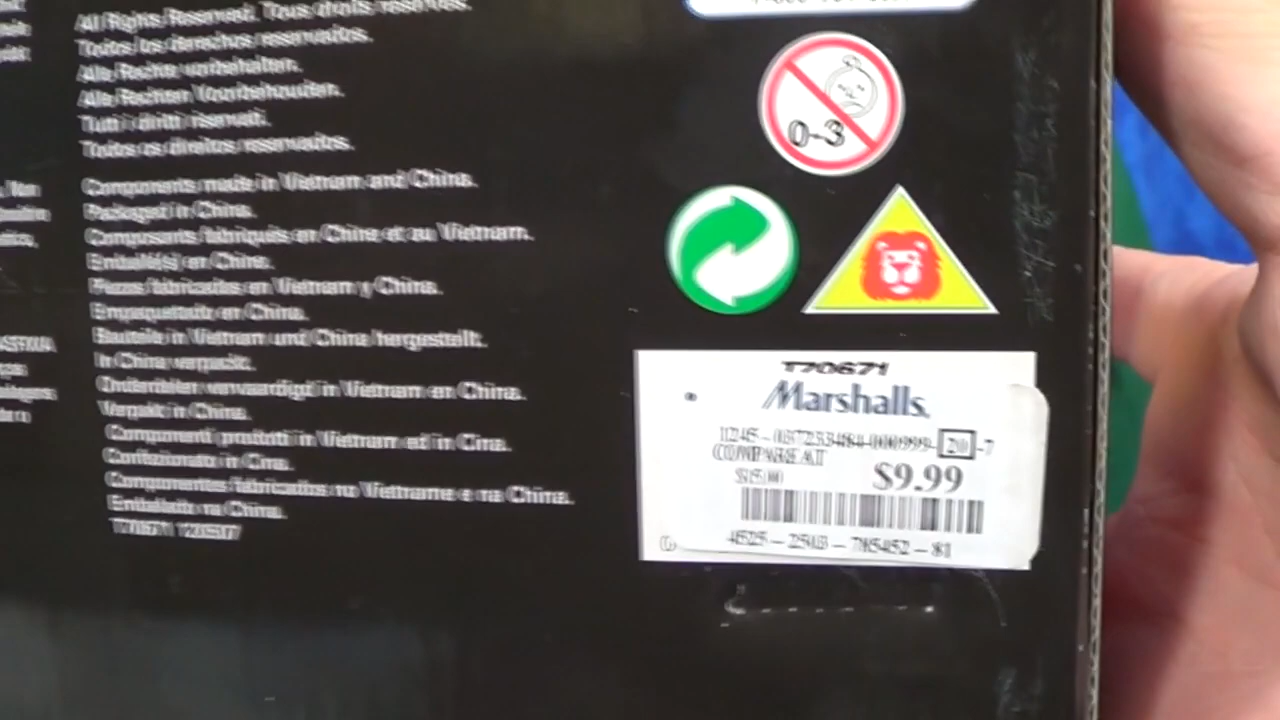 All Rights Reserved. Tous droits réservés.
Todos los derechos reservados.
Alle Rechte vorbehalten.
Alle Rechten Voorbehouden.
Tutti i diritti riservati.
Todos os direitos reservados.
Components made in Vietnam and China.
Packaged in China.
Composants fabriqués en Chine et au Vietnam.
Emballé(s) en Chine.
Piezas fabricadas en Vietnam y China.
Empaquetado en China.
Bauteile in Vietnam und China hergestellt.
In China verpackt.
Onderdelen vervaardigd in Vietnam en China.
Verpakt in China.
Componenti prodotti in Vietnam ed in Cina.
Confezionato in Cina.
Componentes fabricados no Vietname e na China.
Embalado na China.
T70671
0-3
T70671
Marshalls.
20 -7
COMPARE AT
$15.00
$9.99